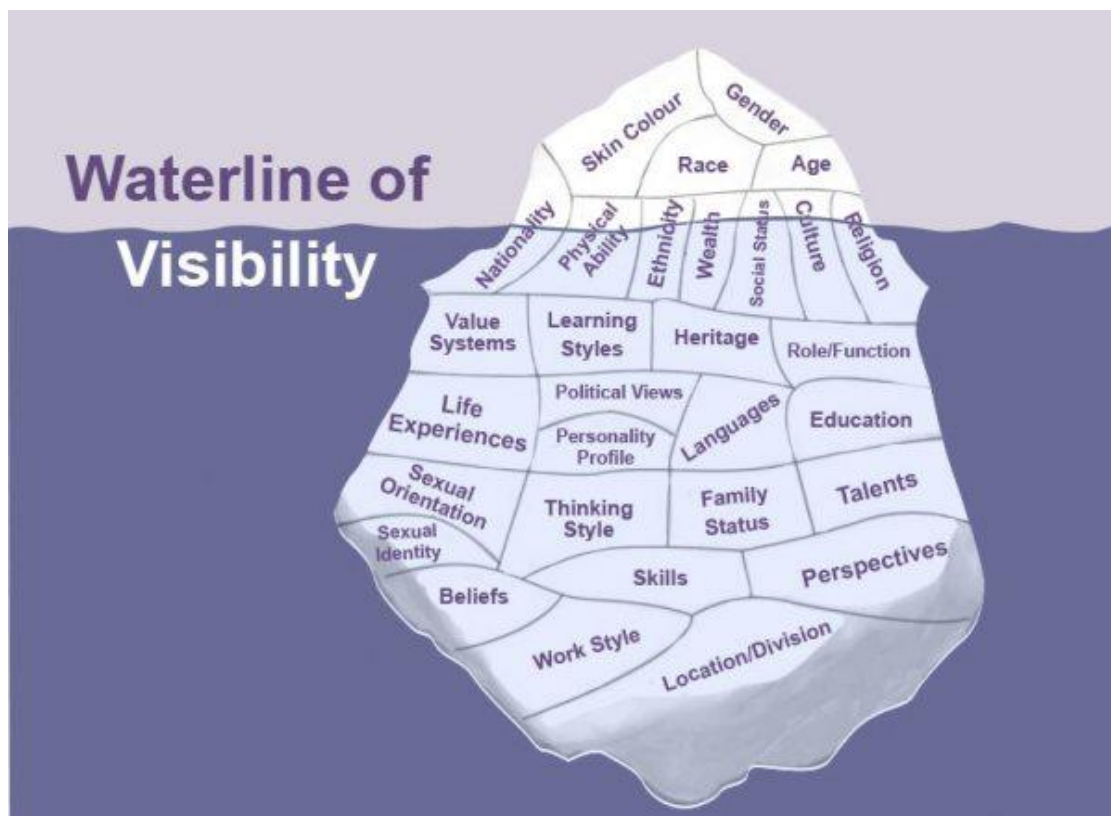 Waterline of
Visibility
Skin Colour
Gender
Race
Age
Nationality
Physical
Ability
Ethnicity
Wealth
Social Status
Culture
Religion
Value
Systems
Learning
Styles
Heritage
Role/Function
Life
Experiences
Political Views
Personality
Profile
Languages
Education
Sexual
Orientation
Sexual
Identity
Thinking
Style
Family
Status
Talents
Beliefs
Skills
Perspectives
Work Style
Location/Division